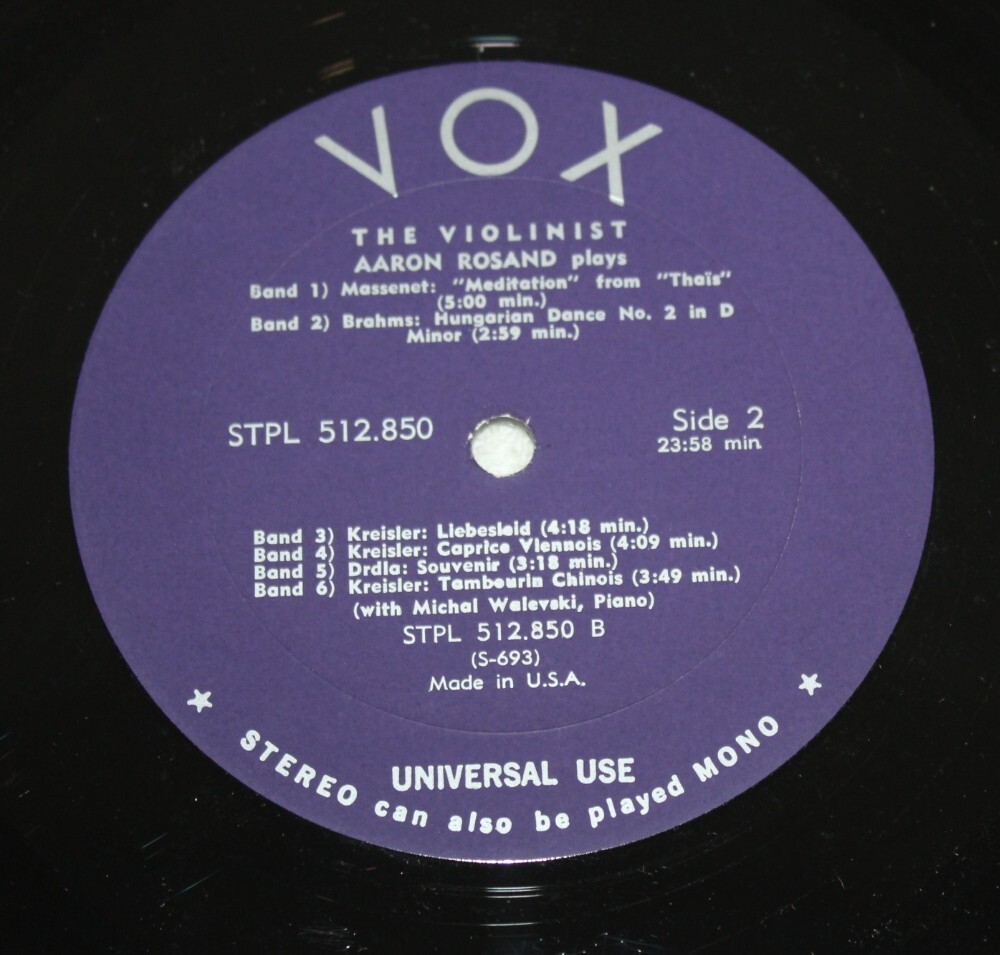 VOX
THE VIOLINIST
AARON ROSAND plays
Band 1) Massenet: "Meditation" from "Thaïs"
(5:00 min.)
Band 2) Brahms: Hungarian Dance No. 2 in D
Minor (2:59 min.)
STPL 512.850
Side 2
23:58 min.
Band 3) Kreisler: Liebesleid (4:18 min.)
Band 4) Kreisler: Caprice Viennois (4:09 min.)
Band 5) Drdla: Souvenir (3:18 min.)
Band 6) Kreisler: Tambourin Chinois (3:49 min.)
(with Michal Walevski, Piano)
STPL 512.850 B
(S-693)
Made in U.S.A.
UNIVERSAL USE
STEREO can also be played MONO